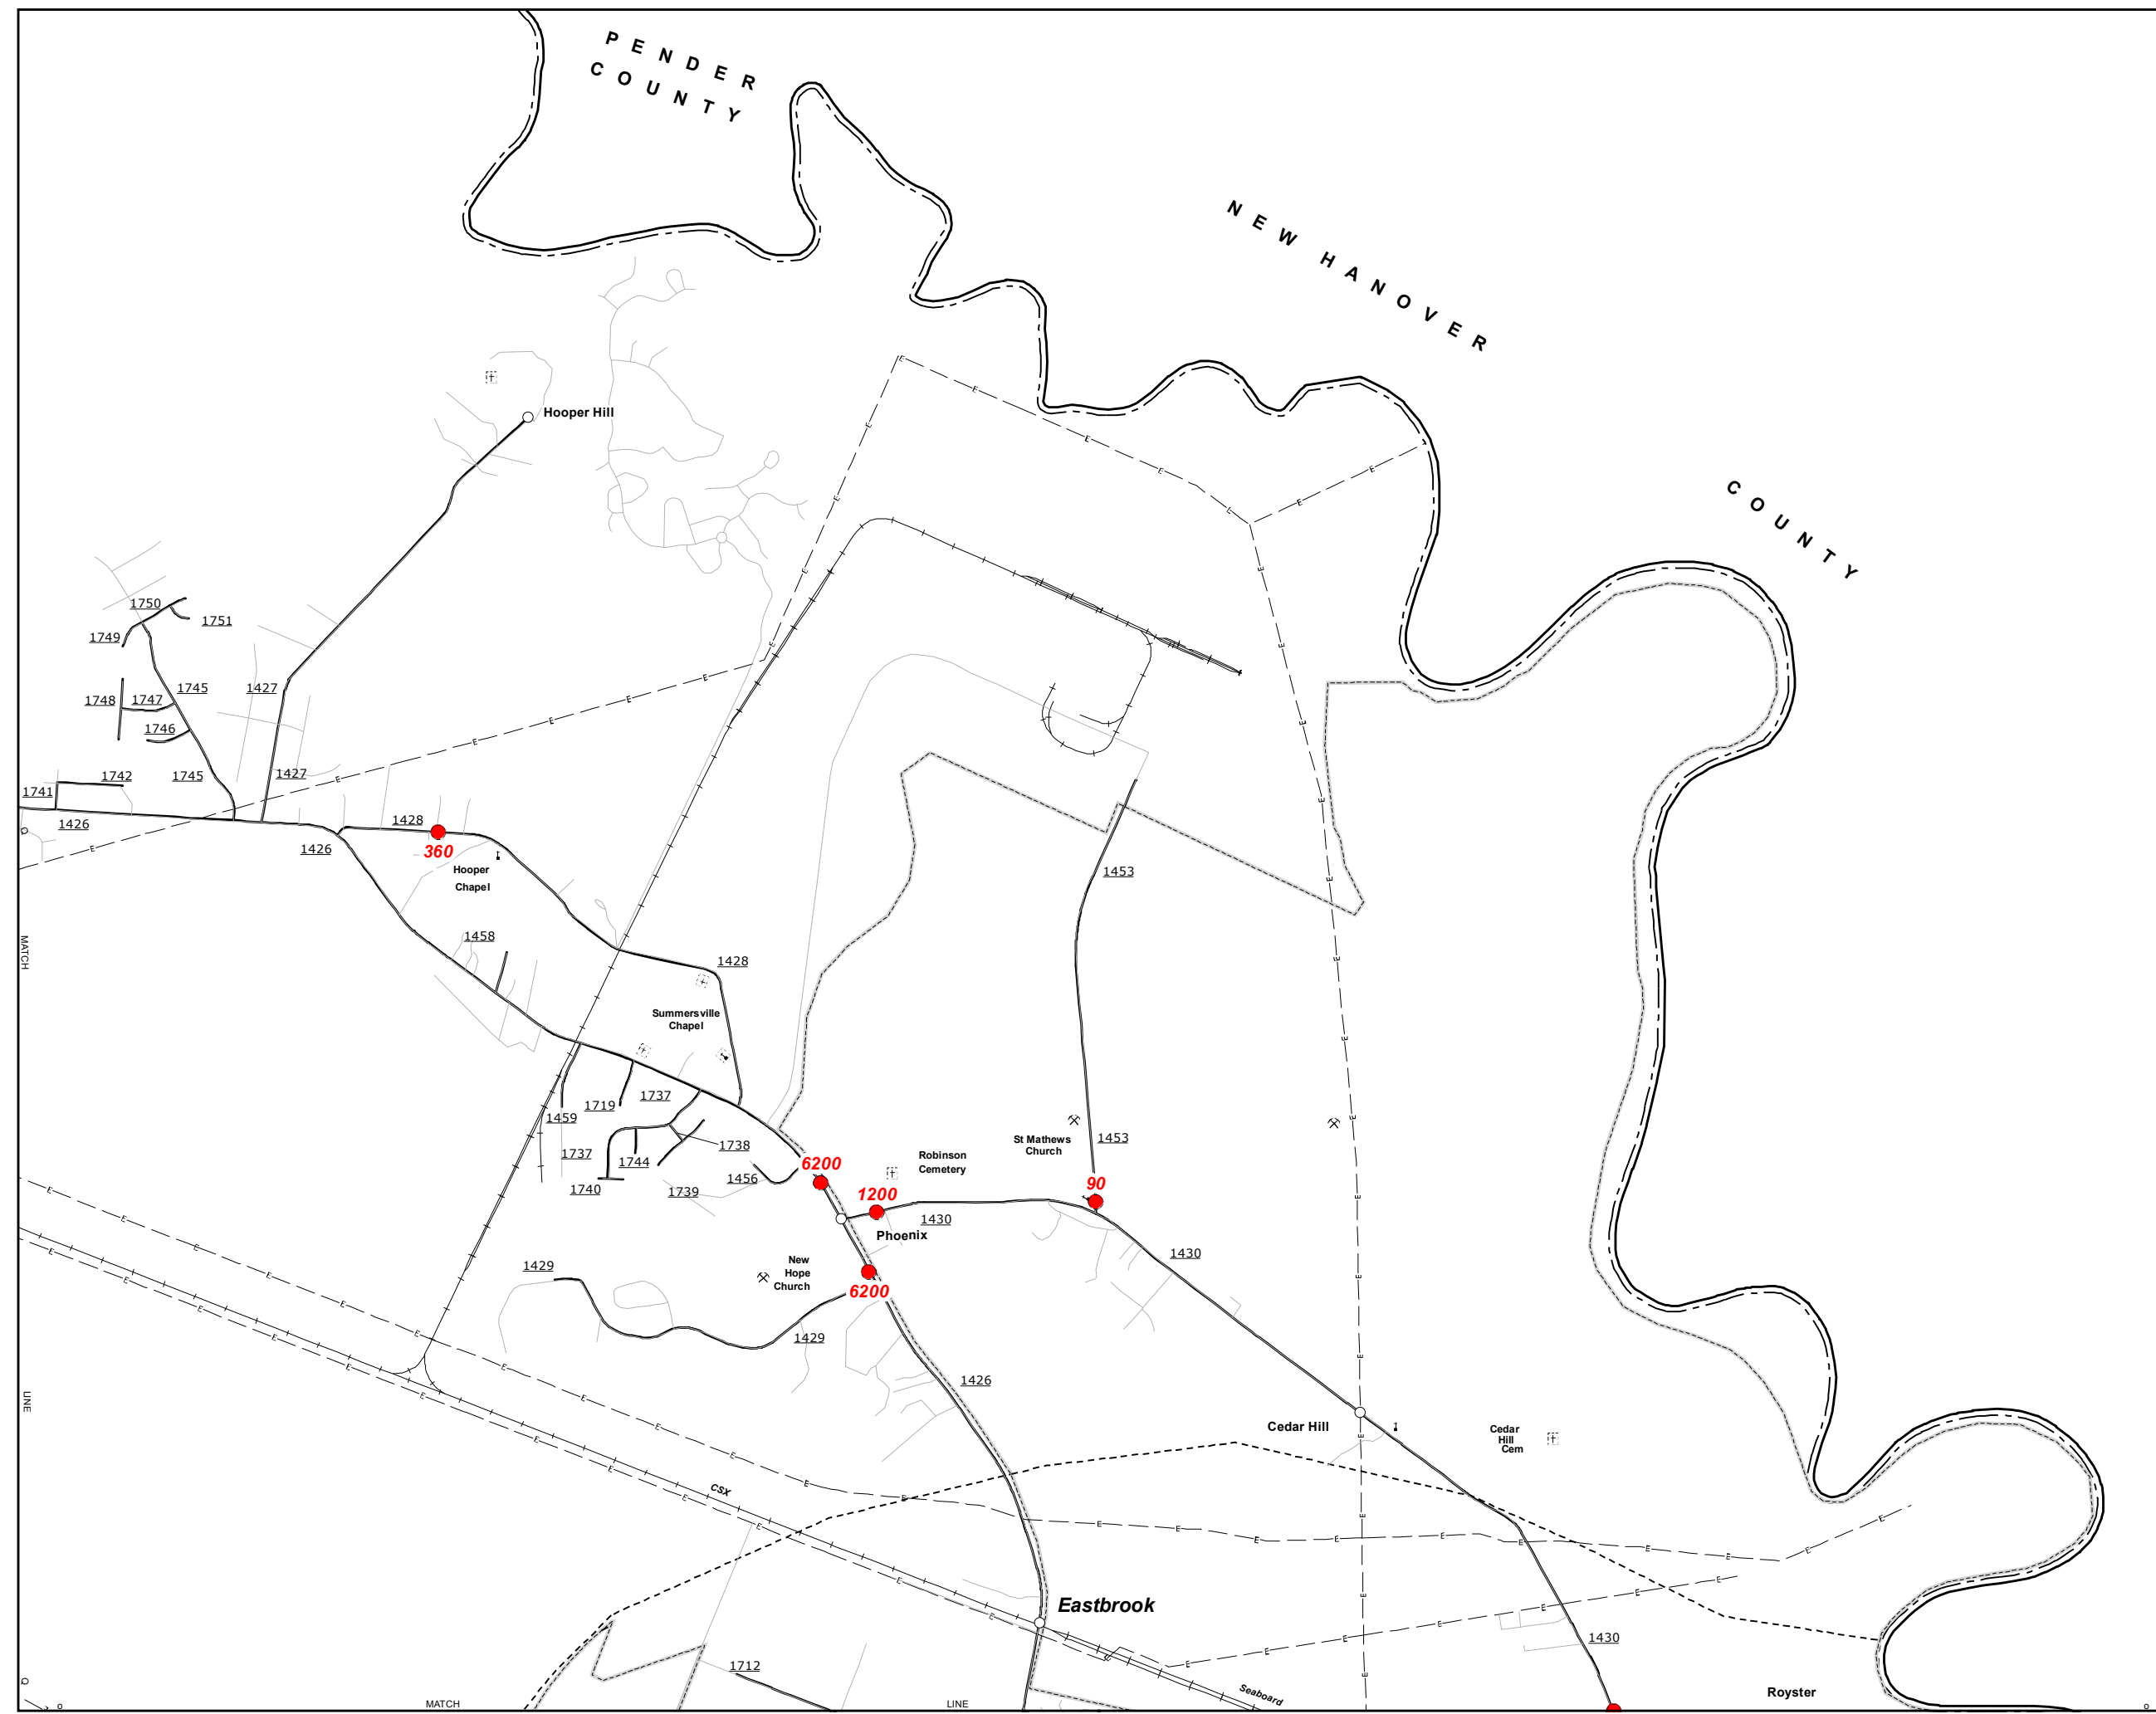 PENDER
COUNTY
NEW HANOVER
COUNTY
Hooper Hill
1750
1751
1749
1745
1427
1748
1747
1746
1742
1745
1427
1741
1426
1428
1426
360
Hooper
Chapel
1453
MATCH
1458
1428
Summersville
Chapel
1719
1737
1459
1453
St Mathews
Church
1738
1737
1744
Robinson
Cemetery
6200
1456
1740
1739
1200
90
1430
Phoenix
1430
New
Hope
Church
1429
6200
1429
1426
LINE
Cedar Hill
Cedar
Hill
Cem
CSX
Eastbrook
1430
1712
Seaboard
Royster
MATCH
LINE